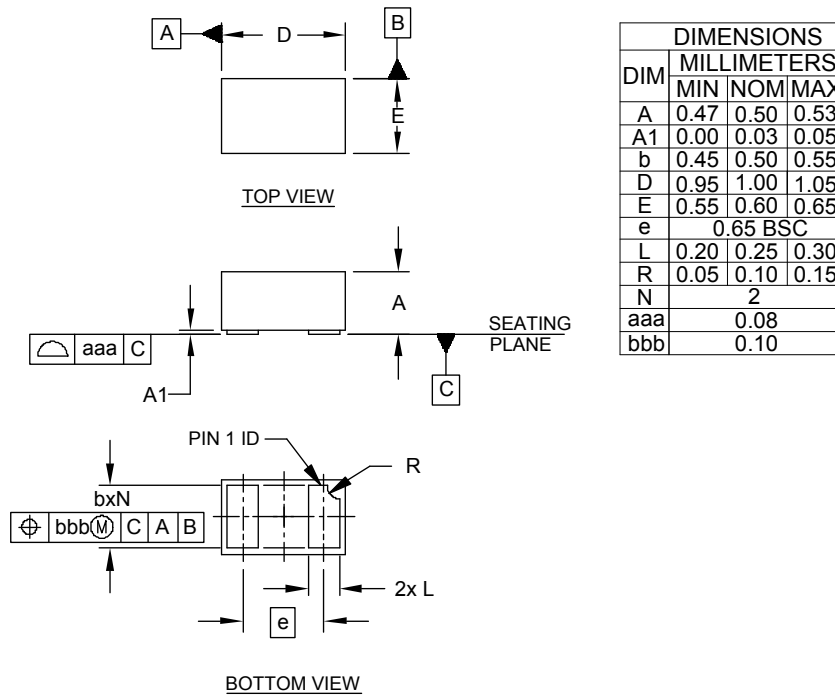 A
D
B
E
TOP VIEW
A
SEATING
PLANE
aaa C
A1
C
PIN 1 ID
R
bxN
bbb Ⓜ C A B
2x L
e
BOTTOM VIEW
DIMENSIONS
DIM MILLIMETERS
MIN NOM MAX
A 0.47 0.50 0.53
A1 0.00 0.03 0.05
b 0.45 0.50 0.55
D 0.95 1.00 1.05
E 0.55 0.60 0.65
e 0.65 BSC
L 0.20 0.25 0.30
R 0.05 0.10 0.15
N 2
aaa 0.08
bbb 0.10